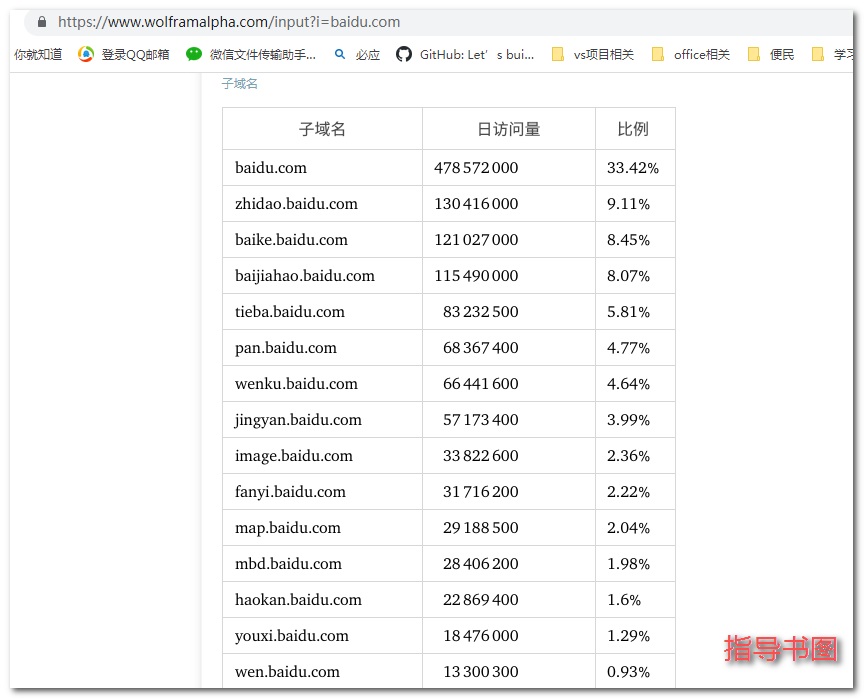 https://www.wolframalpha.com/input?i=baidu.com
你就知道 登录QQ邮箱 微信文件传输助手... 必应 GitHub: Let's bui... vs项目相关 office相关 便民 学习
子域名
子域名 日访问量 比例
baidu.com 478 572 000 33.42%
zhidao.baidu.com 130 416 000 9.11%
baike.baidu.com 121 027 000 8.45%
baijiahao.baidu.com 115 490 000 8.07%
tieba.baidu.com 83 232 500 5.81%
pan.baidu.com 68 367 400 4.77%
wenku.baidu.com 66 441 600 4.64%
jingyan.baidu.com 57 173 400 3.99%
image.baidu.com 33 822 600 2.36%
fanyi.baidu.com 31 716 200 2.22%
map.baidu.com 29 188 500 2.04%
mbd.baidu.com 28 406 200 1.98%
haokan.baidu.com 22 869 400 1.6%
youxi.baidu.com 18 476 000 1.29%
wen.baidu.com 13 300 300 0.93%
指导书图